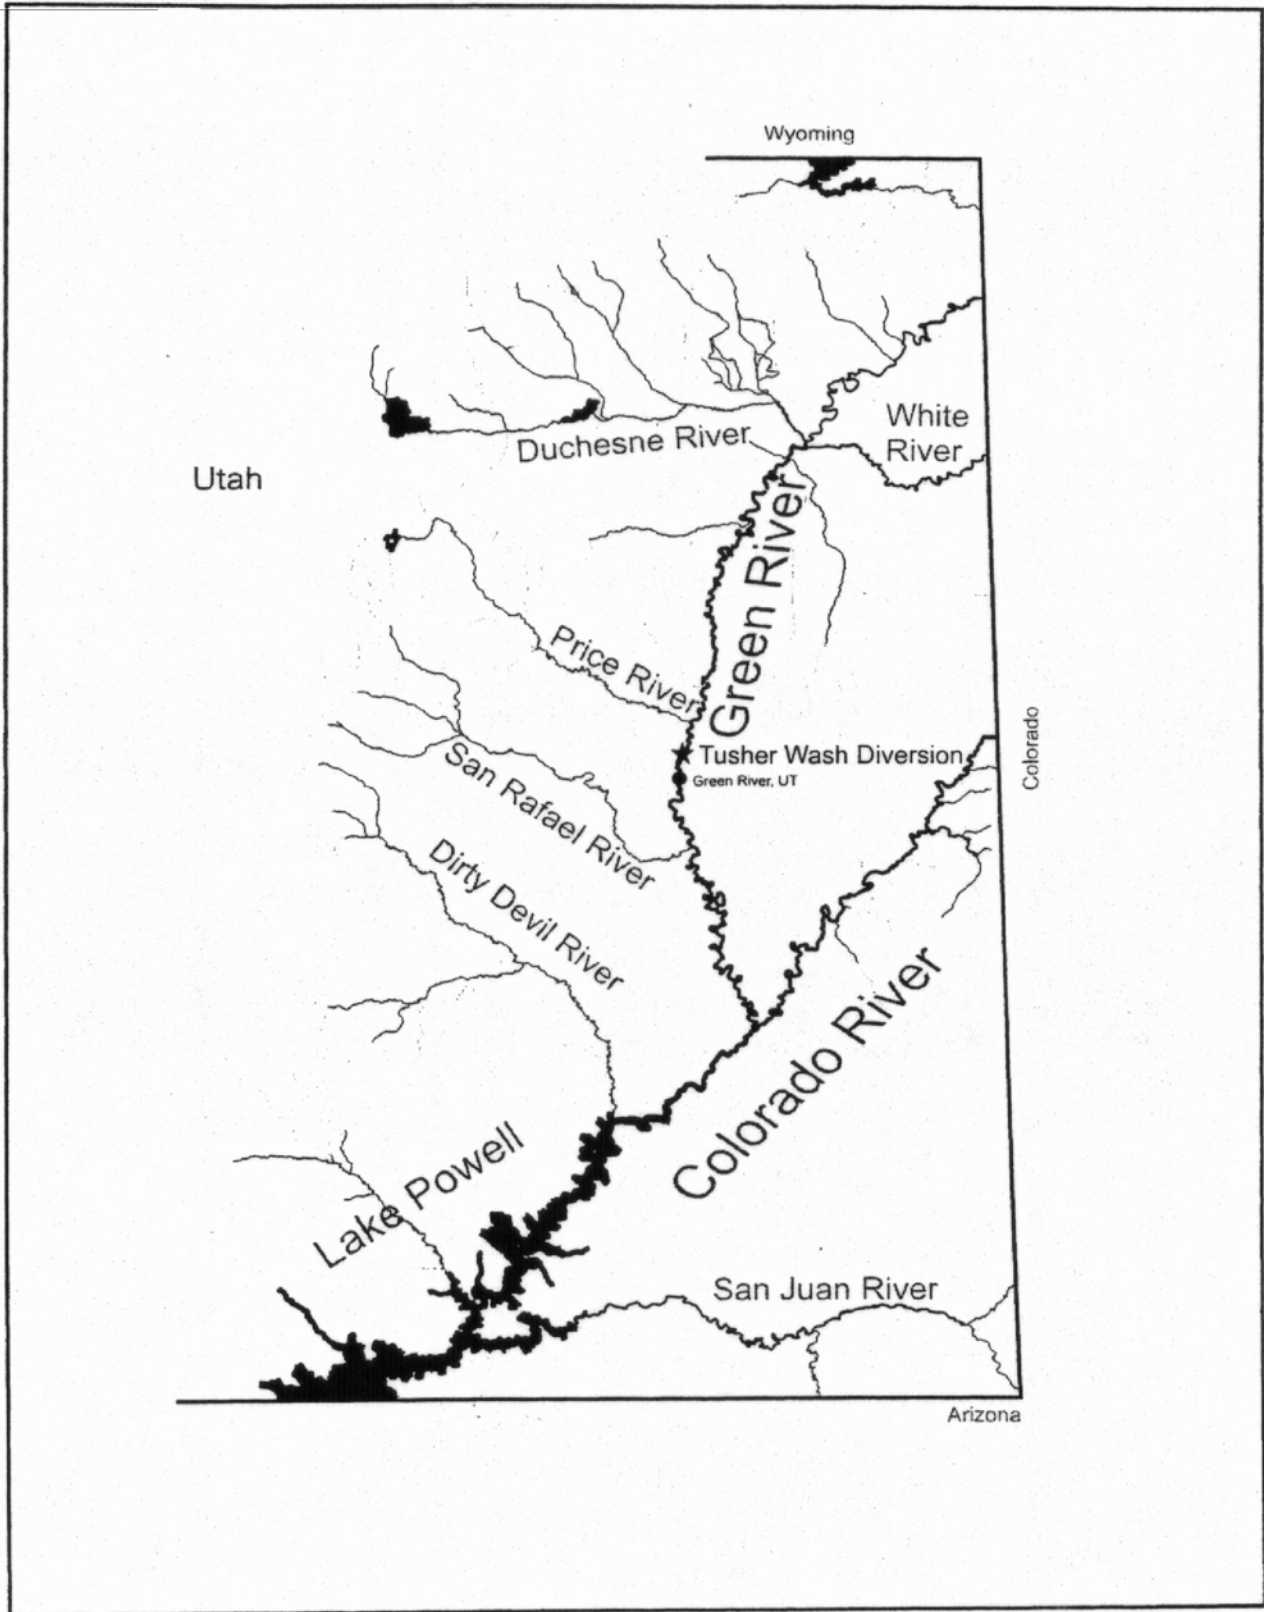 Wyoming
White
River
Duchesne River
Utah
Green River
Price River
Tusher Wash Diversion
Green River, UT
Colorado
San Rafael River
Dirty Devil River
Colorado River
Lake Powell
San Juan River
Arizona